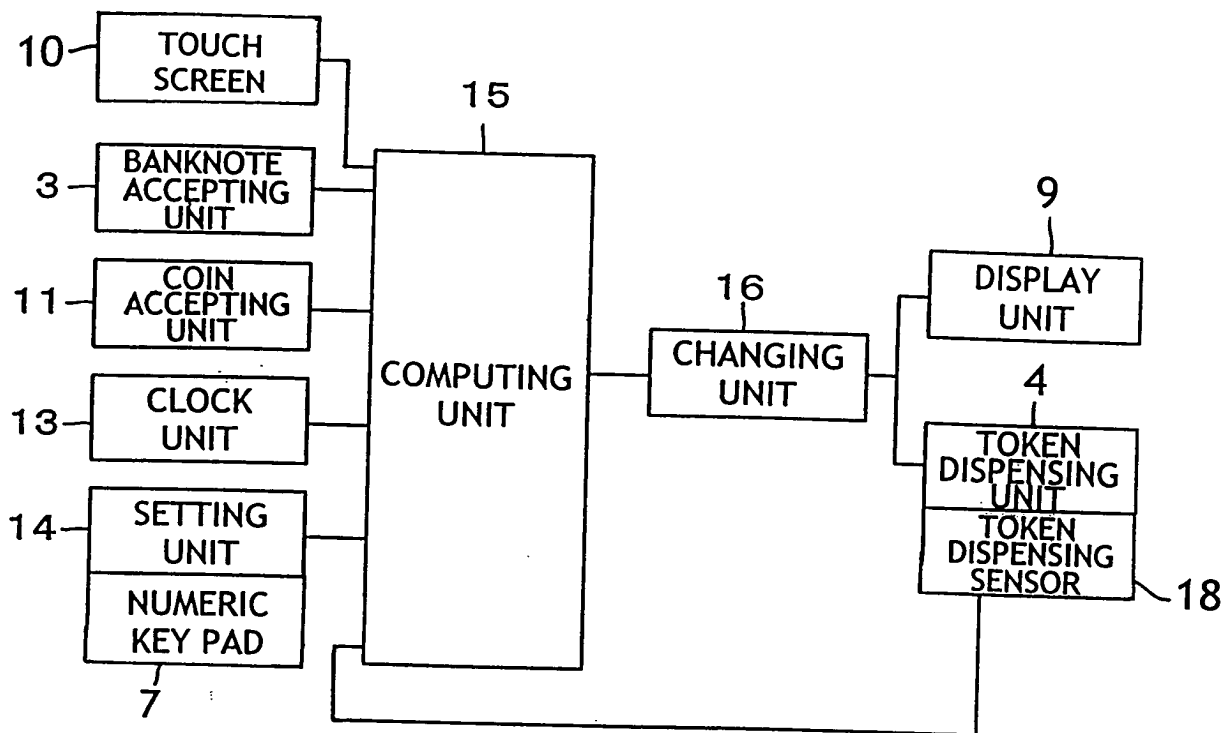 10
TOUCH
SCREEN
3
BANKNOTE
ACCEPTING
UNIT
11
COIN
ACCEPTING
UNIT
13
CLOCK
UNIT
14
SETTING
UNIT
NUMERIC
KEY PAD
7
15
COMPUTING
UNIT
16
CHANGING
UNIT
9
DISPLAY
UNIT
4
TOKEN
DISPENSING
UNIT
TOKEN
DISPENSING
SENSOR
18